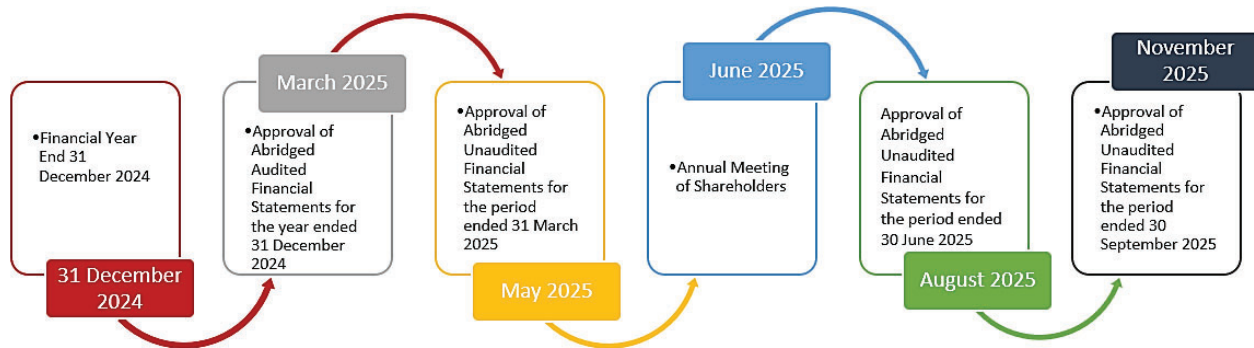 •Financial Year
End 31
December 2024
31 December
2024
March 2025
•Approval of
Abridged
Audited
Financial
Statements for
the year ended
31 December
2024
•Approval of
Abridged
Unaudited
Financial
Statements for
the period
ended 31 March
2025
May 2025
June 2025
•Annual Meeting
of Shareholders
Approval of
Abridged
Unaudited
Financial
Statements for
the period ended
30 June 2025
August 2025
November
2025
•Approval of
Abridged
Unaudited
Financial
Statements for
the period
ended 30
September 2025